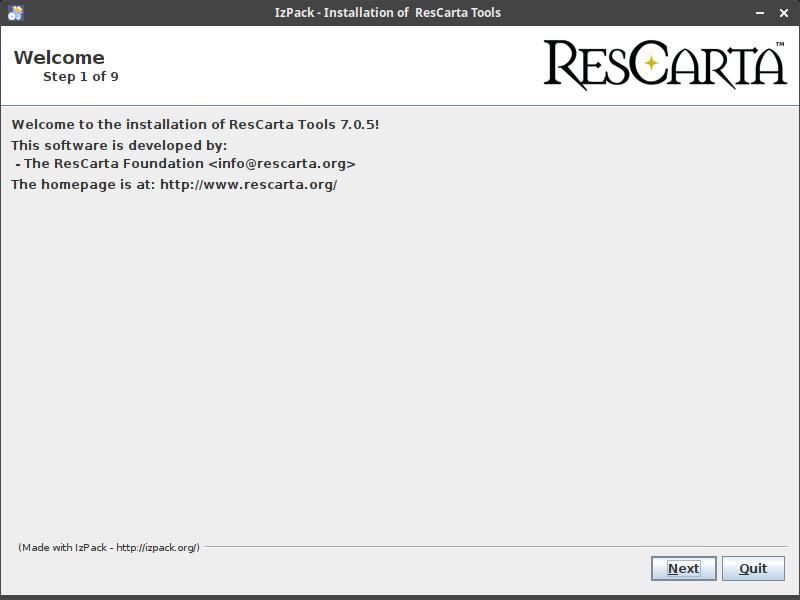 IzPack - Installation of  ResCarta Tools
Welcome
Step 1 of 9
RESCARTA™
Welcome to the installation of ResCarta Tools 7.0.5!
This software is developed by:
- The ResCarta Foundation <info@rescarta.org>
The homepage is at: http://www.rescarta.org/
(Made with IzPack - http://izpack.org/)
Next
Quit